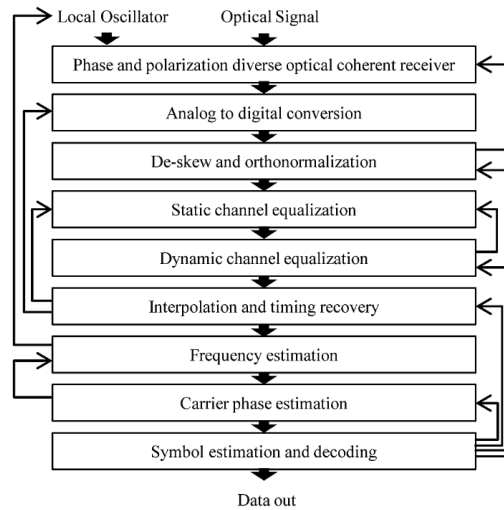 Local Oscillator Optical Signal
Phase and polarization diverse optical coherent receiver
Analog to digital conversion
De-skew and orthonormalization
Static channel equalization
Dynamic channel equalization
Interpolation and timing recovery
Frequency estimation
Carrier phase estimation
Symbol estimation and decoding
Data out